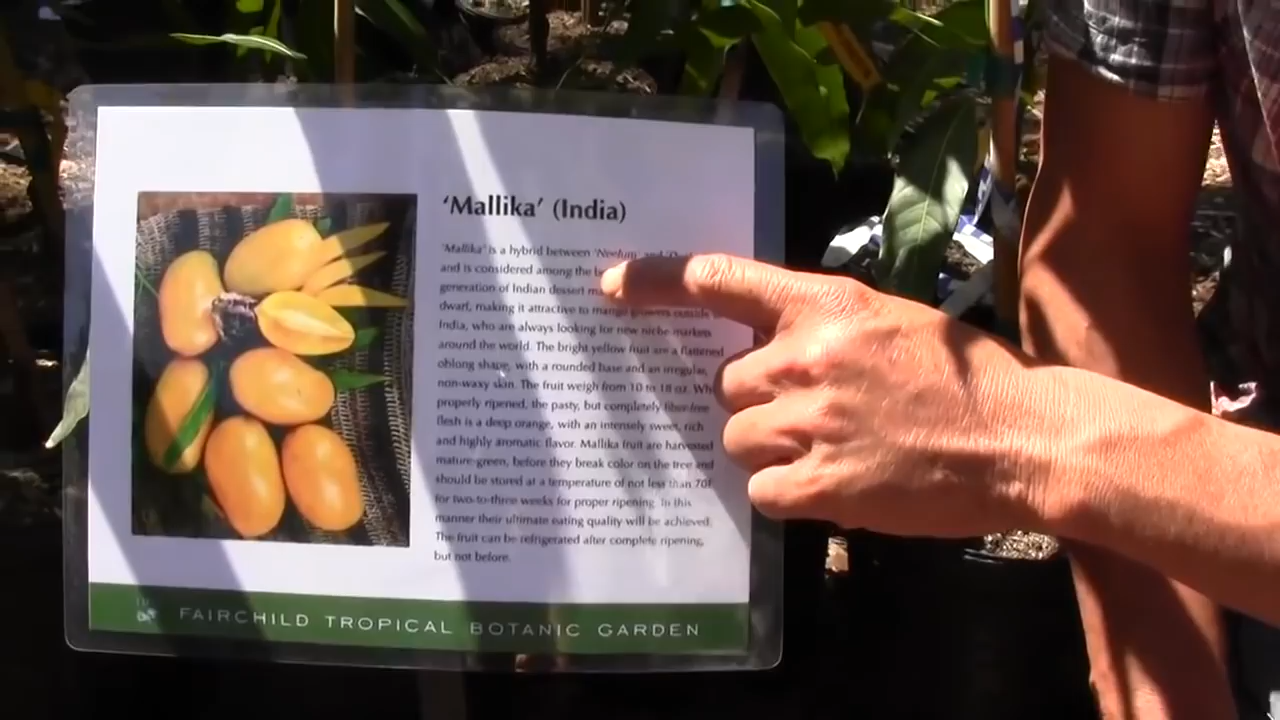 'Mallika' (India)
'Mallika' is a hybrid between 'Neelum' and
and is considered among the
generation of Indian dessert
dwarf, making it attractive to mango growers outside
India, who are always looking for new niche markets
around the world. The bright yellow fruit are a flattened
oblong shape, with a rounded base and an irregular,
non-waxy skin. The fruit weigh from 10 to 18 oz.
properly ripened, the pasty, but completely fiber-free
flesh is a deep orange, with an intensely sweet, rich
and highly aromatic flavor. Mallika fruit are harvested
mature-green, before they break color on the tree and
should be stored at a temperature of not less than 70F
for two-to-three weeks for proper ripening. In this
manner their ultimate eating quality will be achieved.
The fruit can be refrigerated after complete ripening,
but not before.
FAIRCHILD TROPICAL BOTANIC GARDEN